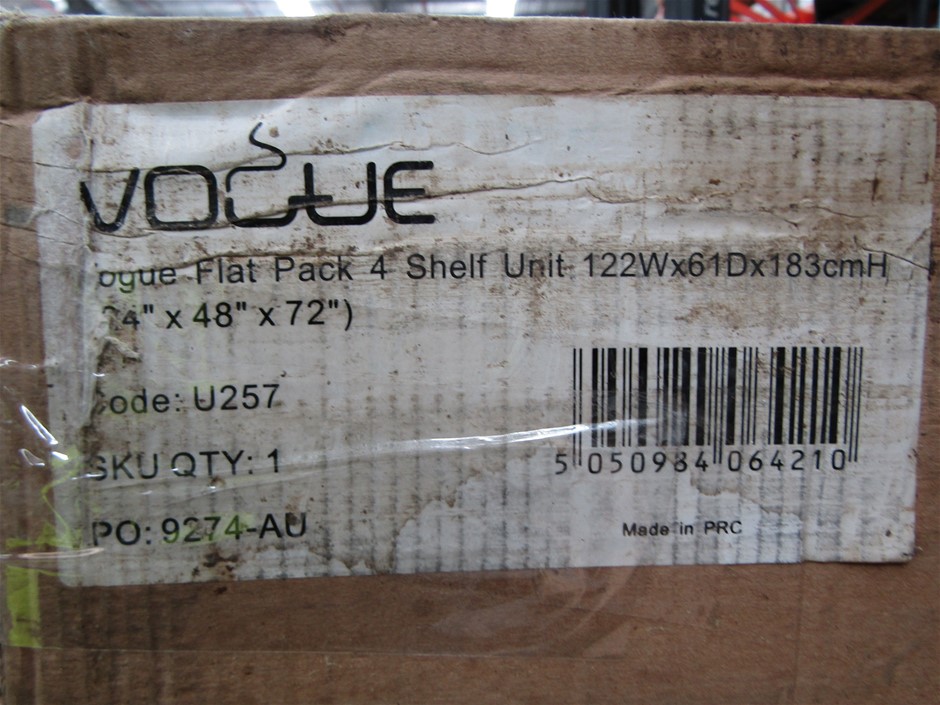 VOGUE
ogue Flat Pack 4 Shelf Unit 122Wx61Dx183cmH
4" x 48" x 72")
ode: U257
SKU QTY: 1
PO: 9274-AU
5 050984 064210
Made in PRC